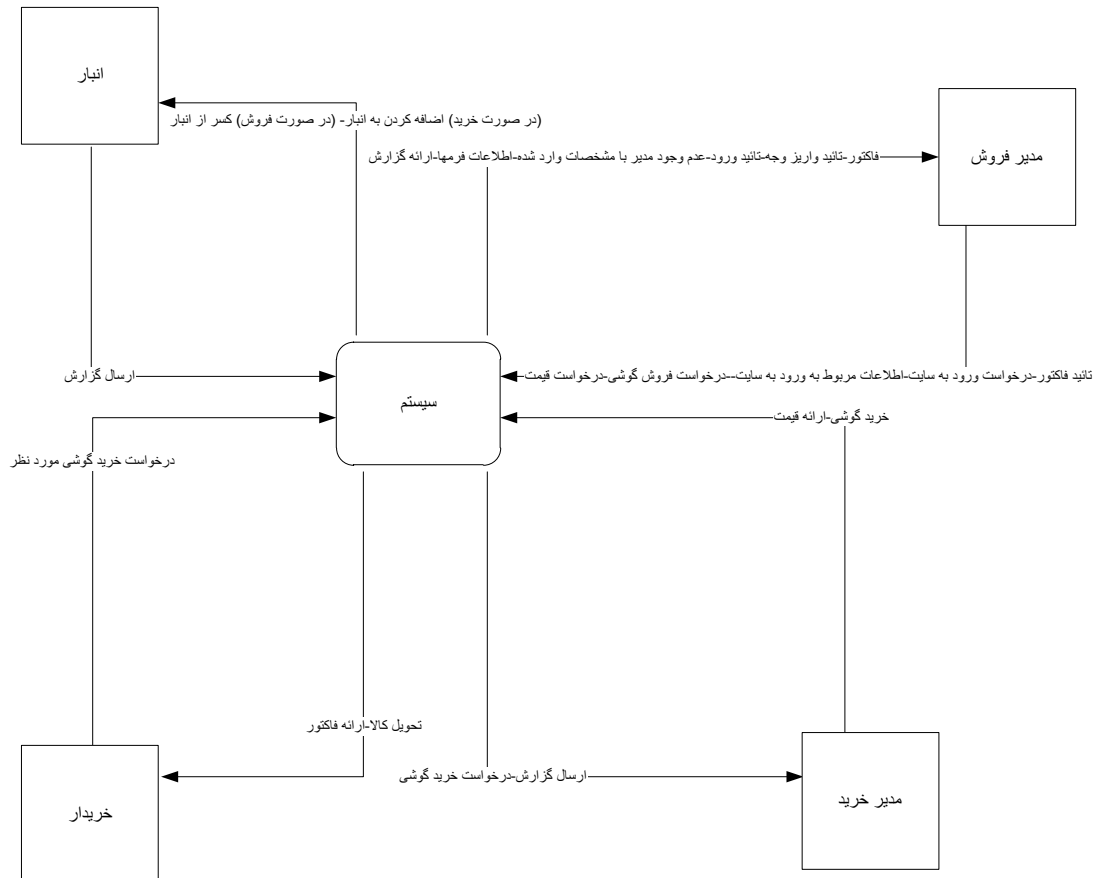 انبار
(در صورت خرید) اضافه کردن به انبار- (در صورت فروش) کسر از انبار
مدیر فروش
فاکتور-تائید واریز وجه-تائید ورود-عدم وجود مدیر با مشخصات وارد شده-اطلاعات فرمها-ارائه گزارش
ارسال گزارش
تائید فاکتور-درخواست ورود به سایت-اطلاعات مربوط به ورود به سایت--درخواست فروش گوشی-درخواست قیمت
سیستم
خرید گوشی-ارائه قیمت
درخواست خرید گوشی مورد نظر
تحویل کالا-ارائه فاکتور
ارسال گزارش-درخواست خرید گوشی
مدیر خرید
خریدار